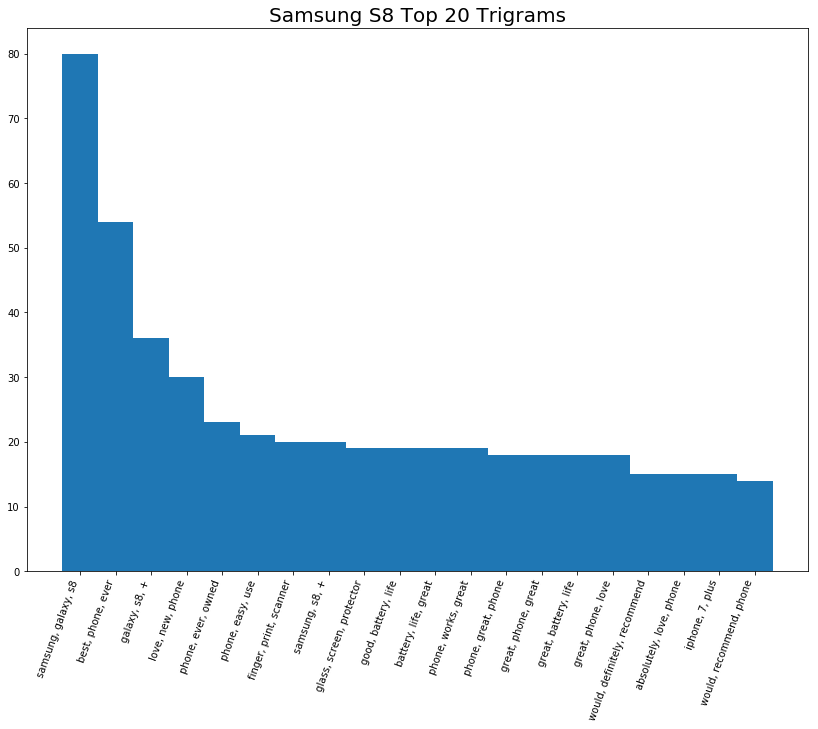 Samsung S8 Top 20 Trigrams
80
70
60
50
40
30
20
10
0
samsung, galaxy, s8
best, phone, ever
galaxy, s8, +
love, new, phone
phone, ever, owned
phone, easy, use
finger, print, scanner
samsung, s8, +
glass, screen, protector
good, battery, life
battery, life, great
phone, works, great
phone, great, phone
great, phone, great
great, battery, life
great, phone, love
would, definitely, recommend
absolutely, love, phone
iphone, 7, plus
would, recommend, phone